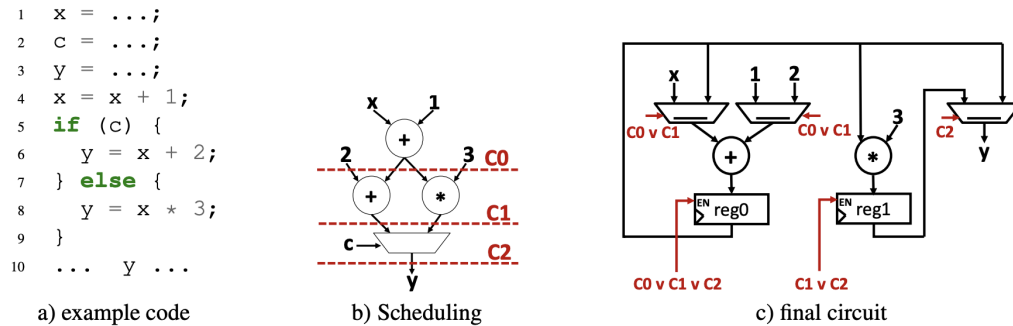 1 x = ...;
2 c = ...;
3 y = ...;
4 x = x + 1;
5 if (c) {
6 y = x + 2;
7 } else {
8 y = x * 3;
9 }
10 ... y ...
a) example code
x 1
+
2 3 C0
+ *
C1
c
C2
y
b) Scheduling
x 1 2
C0 v C1 C0 v C1 3 C2
+ * y
EN reg0 EN reg1
C0 v C1 v C2 C1 v C2
c) final circuit